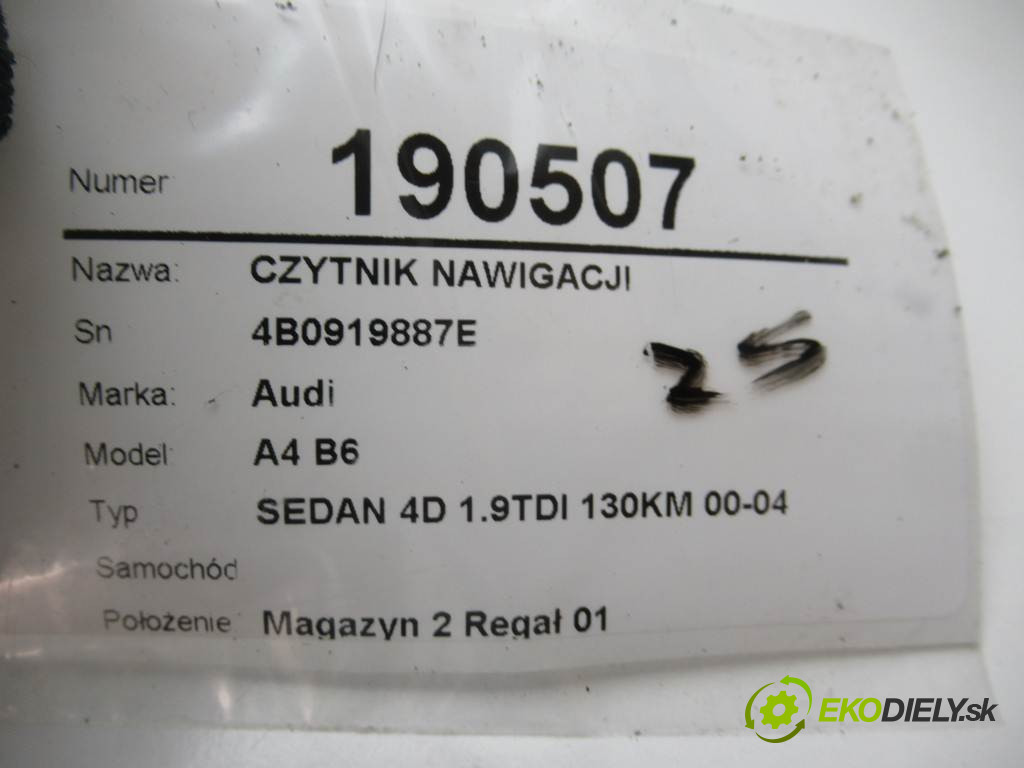 Numer 190507
Nazwa: CZYTNIK NAWIGACJI
Sn 4B0919887E
25
Marka: Audi
Model: A4 B6
Typ SEDAN 4D 1.9TDI 130KM 00-04
Samochód
Położenie: Magazyn 2 Regał 01
EKODIELY.sk